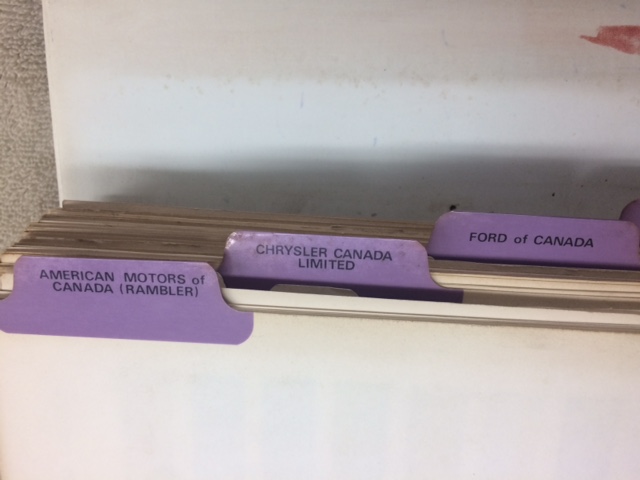 AMERICAN MOTORS of
CANADA (RAMBLER)
CHRYSLER CANADA
LIMITED
FORD of CANADA